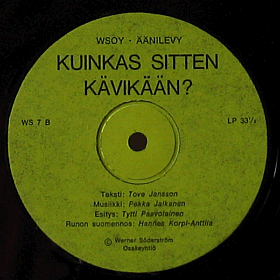 WSOY · ÄÄNILEVY
KUINKAS SITTEN
KÄVIKÄÄN?
WS 7 B LP 33⅓
Teksti: Tove Jansson
Musiikki: Pekka Jalkanen
Esitys: Tytti Paavolainen
Runon suomennos: Hannes Korpi-Anttila
© Werner Söderström
Osakeyhtiö